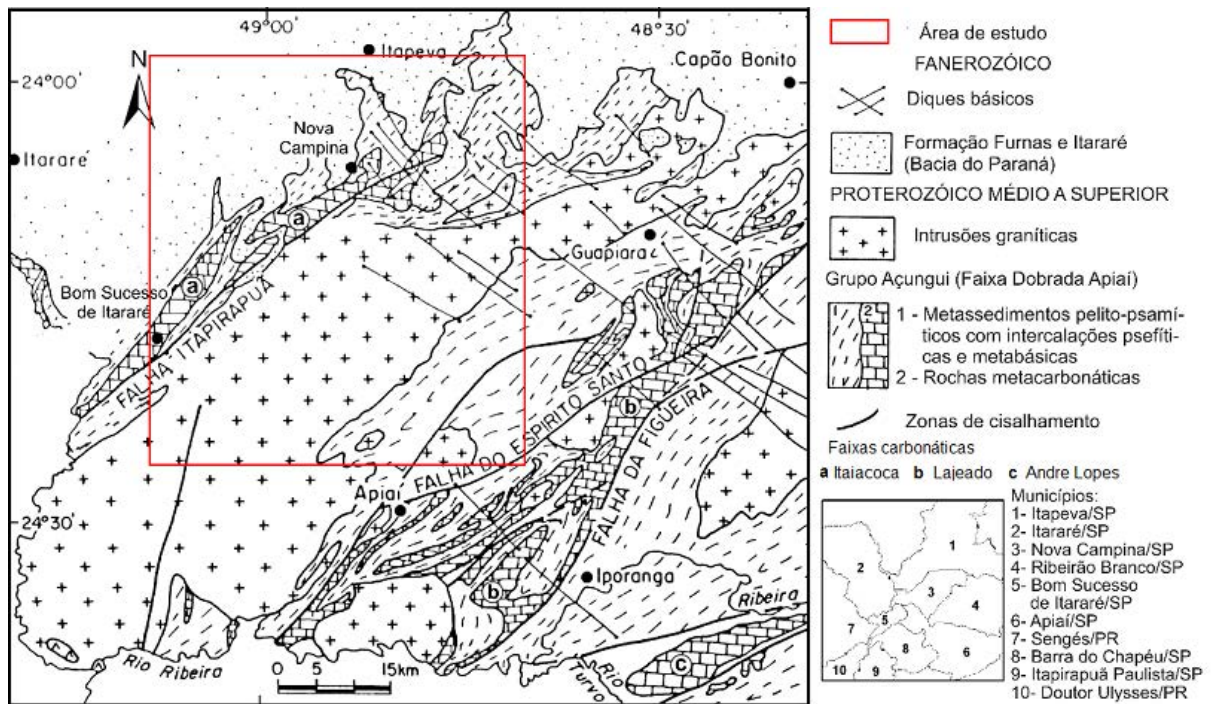 49°00'
48°30'
24°00'
N
Itapeva
Capão Bonito
Nova
Campina
Itararé
a
Guapiara
a
Bom Sucesso
de Itararé
FALHA ITAPIRAPUÃ
FALHA DO ESPIRITO SANTO
b
FALHA DA FIGUEIRA
Apiaí
24°30'
Iporanga
b
Ribeira
Rio Ribeira
0 5 15km
Rio
Turvo
c
Área de estudo
FANEROZÓICO
Diques básicos
Formação Furnas e Itararé
(Bacia do Paraná)
PROTEROZÓICO MÉDIO A SUPERIOR
Intrusões graníticas
Grupo Açungui (Faixa Dobrada Apiaí)
1 2
1 - Metassedimentos pelito-psamí-
ticos com intercalações psefíti-
cas e metabásicas
2 - Rochas metacarbonáticas
Zonas de cisalhamento
Faixas carbonáticas
a Itaiacoca b Lajeado c Andre Lopes
1
2
3
4
5
6
7
8
9
10
Municípios:
1- Itapeva/SP
2- Itararé/SP
3- Nova Campina/SP
4- Ribeirão Branco/SP
5- Bom Sucesso
de Itararé/SP
6- Apiaí/SP
7- Sengés/PR
8- Barra do Chapéu/SP
9- Itapirapuã Paulista/SP
10- Doutor Ulysses/PR